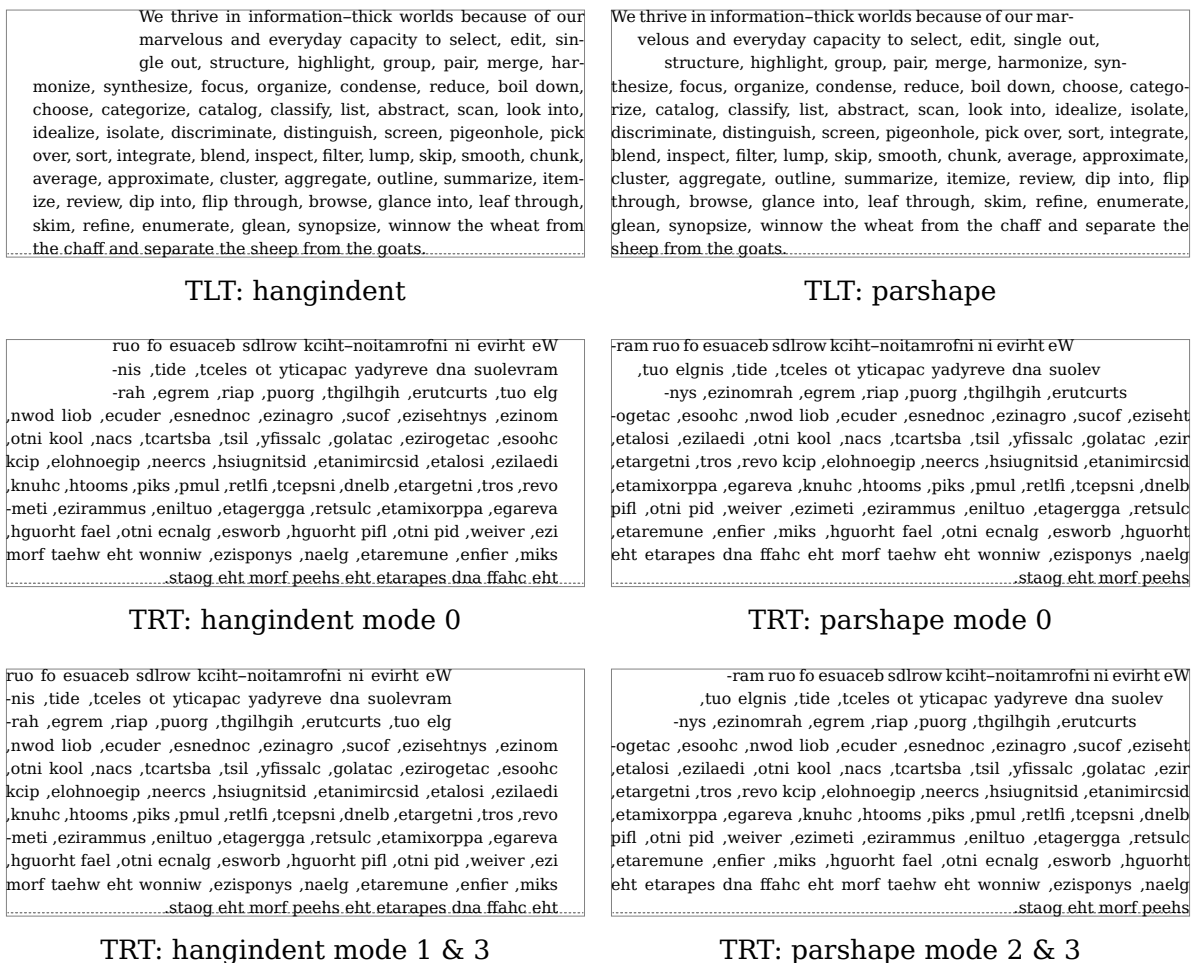 We thrive in information–thick worlds because of our
marvelous and everyday capacity to select, edit, sin-
gle out, structure, highlight, group, pair, merge, har-
monize, synthesize, focus, organize, condense, reduce, boil down,
choose, categorize, catalog, classify, list, abstract, scan, look into,
idealize, isolate, discriminate, distinguish, screen, pigeonhole, pick
over, sort, integrate, blend, inspect, filter, lump, skip, smooth, chunk,
average, approximate, cluster, aggregate, outline, summarize, item-
ize, review, dip into, flip through, browse, glance into, leaf through,
skim, refine, enumerate, glean, synopsize, winnow the wheat from
the chaff and separate the sheep from the goats.
TLT: hangindent
We thrive in information–thick worlds because of our mar-
velous and everyday capacity to select, edit, single out,
structure, highlight, group, pair, merge, harmonize, syn-
thesize, focus, organize, condense, reduce, boil down, choose, catego-
rize, catalog, classify, list, abstract, scan, look into, idealize, isolate,
discriminate, distinguish, screen, pigeonhole, pick over, sort, integrate,
blend, inspect, filter, lump, skip, smooth, chunk, average, approximate,
cluster, aggregate, outline, summarize, itemize, review, dip into, flip
through, browse, glance into, leaf through, skim, refine, enumerate,
glean, synopsize, winnow the wheat from the chaff and separate the
sheep from the goats.
TLT: parshape
ruo fo esuaceb sdlrow kciht–noitamrofni ni evirht eW
-nis ,tide ,tceles ot yticapac yadyreve dna suolevram
-rah ,egrem ,riap ,puorg ,thgilhgih ,erutcurts ,tuo elg
,nwod liob ,ecuder ,esnednoc ,ezinagro ,sucof ,ezisehtnys ,ezinom
,otni kool ,nacs ,tcartsba ,tsil ,yfissalc ,golatac ,ezirogetac ,esoohc
kcip ,elohnoegip ,neercs ,hsiugnitsid ,etanimircsid ,etalosi ,ezilaedi
,knuhc ,htooms ,piks ,pmul ,retlfi ,tcepsni ,dnelb ,etargetni ,tros ,revo
-meti ,ezirammus ,eniltuo ,etagergga ,retsulc ,etamixorppa ,egareva
,hguorht fael ,otni ecnalg ,esworb ,hguorht pifl ,otni pid ,weiver ,ezi
morf taehw eht wonniw ,ezisponys ,naelg ,etaremune ,enfier ,miks
.staog eht morf peehs eht etarapes dna ffahc eht
TRT: hangindent mode 0
-ram ruo fo esuaceb sdlrow kciht–noitamrofni ni evirht eW
,tuo elgnis ,tide ,tceles ot yticapac yadyreve dna suolev
-nys ,ezinomrah ,egrem ,riap ,puorg ,thgilhgih ,erutcurts
-ogetac ,esoohc ,nwod liob ,ecuder ,esnednoc ,ezinagro ,sucof ,eziseht
,etalosi ,ezilaedi ,otni kool ,nacs ,tcartsba ,tsil ,yfissalc ,golatac ,ezir
,etargetni ,tros ,revo kcip ,elohnoegip ,neercs ,hsiugnitsid ,etanimircsid
,etamixorppa ,egareva ,knuhc ,htooms ,piks ,pmul ,retlfi ,tcepsni ,dnelb
pifl ,otni pid ,weiver ,ezimeti ,ezirammus ,eniltuo ,etagergga ,retsulc
,etaremune ,enfier ,miks ,hguorht fael ,otni ecnalg ,esworb ,hguorht
eht etarapes dna ffahc eht morf taehw eht wonniw ,ezisponys ,naelg
.staog eht morf peehs
TRT: parshape mode 0
ruo fo esuaceb sdlrow kciht–noitamrofni ni evirht eW
-nis ,tide ,tceles ot yticapac yadyreve dna suolevram
-rah ,egrem ,riap ,puorg ,thgilhgih ,erutcurts ,tuo elg
,nwod liob ,ecuder ,esnednoc ,ezinagro ,sucof ,ezisehtnys ,ezinom
,otni kool ,nacs ,tcartsba ,tsil ,yfissalc ,golatac ,ezirogetac ,esoohc
kcip ,elohnoegip ,neercs ,hsiugnitsid ,etanimircsid ,etalosi ,ezilaedi
,knuhc ,htooms ,piks ,pmul ,retlfi ,tcepsni ,dnelb ,etargetni ,tros ,revo
-meti ,ezirammus ,eniltuo ,etagergga ,retsulc ,etamixorppa ,egareva
,hguorht fael ,otni ecnalg ,esworb ,hguorht pifl ,otni pid ,weiver ,ezi
morf taehw eht wonniw ,ezisponys ,naelg ,etaremune ,enfier ,miks
.staog eht morf peehs eht etarapes dna ffahc eht
TRT: hangindent mode 1 & 3
-ram ruo fo esuaceb sdlrow kciht–noitamrofni ni evirht eW
,tuo elgnis ,tide ,tceles ot yticapac yadyreve dna suolev
-nys ,ezinomrah ,egrem ,riap ,puorg ,thgilhgih ,erutcurts
-ogetac ,esoohc ,nwod liob ,ecuder ,esnednoc ,ezinagro ,sucof ,eziseht
,etalosi ,ezilaedi ,otni kool ,nacs ,tcartsba ,tsil ,yfissalc ,golatac ,ezir
,etargetni ,tros ,revo kcip ,elohnoegip ,neercs ,hsiugnitsid ,etanimircsid
,etamixorppa ,egareva ,knuhc ,htooms ,piks ,pmul ,retlfi ,tcepsni ,dnelb
pifl ,otni pid ,weiver ,ezimeti ,ezirammus ,eniltuo ,etagergga ,retsulc
,etaremune ,enfier ,miks ,hguorht fael ,otni ecnalg ,esworb ,hguorht
eht etarapes dna ffahc eht morf taehw eht wonniw ,ezisponys ,naelg
.staog eht morf peehs
TRT: parshape mode 2 & 3